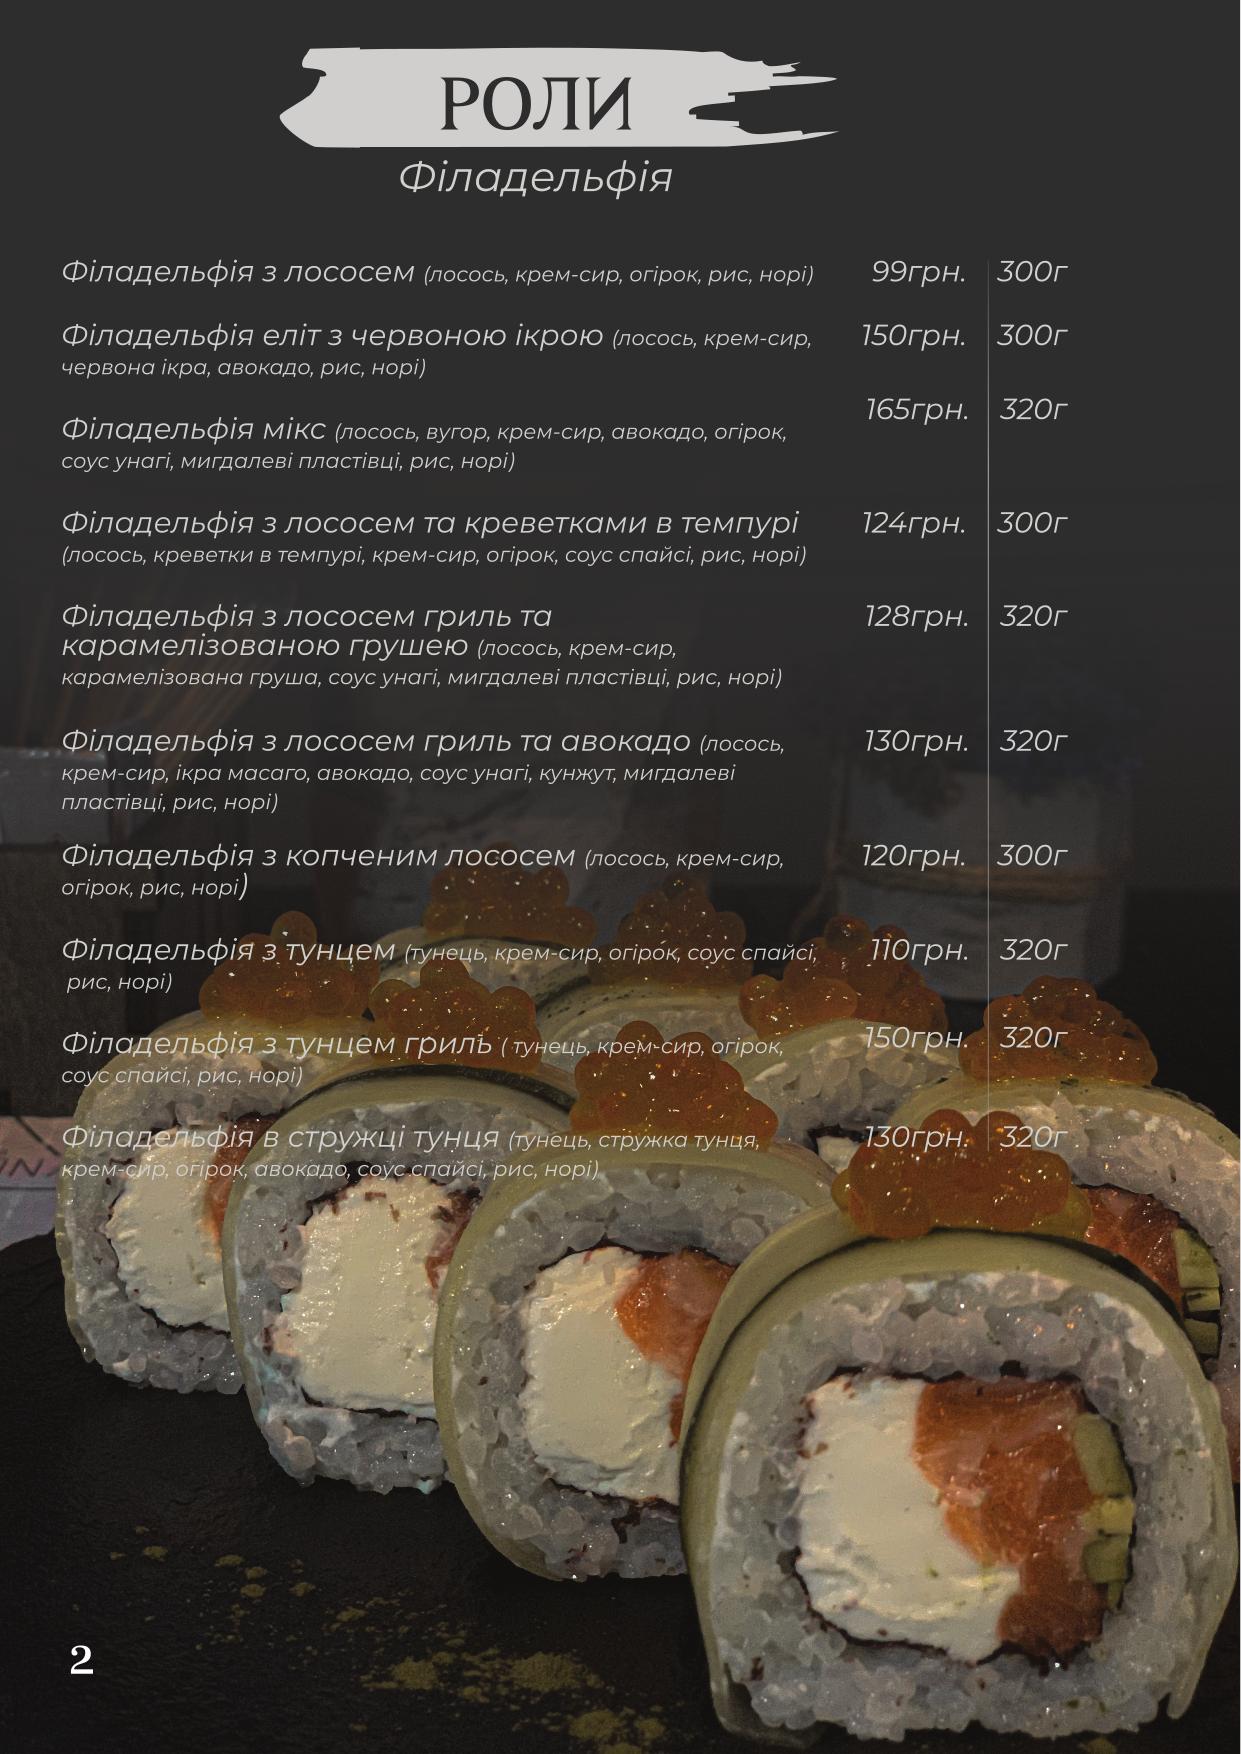 РОЛИ
Філадельфія
Філадельфія з лососем (лосось, крем-сир, огірок, рис, норі) 99грн. 300г
Філадельфія еліт з червоною ікрою (лосось, крем-сир, 150грн. 300г
червона ікра, авокадо, рис, норі)
165грн. 320г
Філадельфія мікс (лосось, вугор, крем-сир, авокадо, огірок,
соус унагі, мигдалеві пластівці, рис, норі)
Філадельфія з лососем та креветками в темпурі 124грн. 300г
(лосось, креветки в темпурі, крем-сир, огірок, соус спайсі, рис, норі)
Філадельфія з лососем гриль та 128грн. 320г
карамелізованою грушею (лосось, крем-сир,
карамелізована груша, соус унагі, мигдалеві пластівці, рис, норі)
Філадельфія з лососем гриль та авокадо (лосось, 130грн. 320г
крем-сир, ікра масаго, авокадо, соус унагі, кунжут, мигдалеві
пластівці, рис, норі)
Філадельфія з копченим лососем (лосось, крем-сир, 120грн. 300г
огірок, рис, норі)
Філадельфія з тунцем (тунець, крем-сир, огірок, соус спайсі, 110грн. 320г
рис, норі)
Філадельфія з тунцем гриль ( тунець, крем-сир, огірок, 150грн. 320г
соус спайсі, рис, норі)
Філадельфія в стружці тунця (тунець, стружка тунця, 130грн. 320г
крем-сир, огірок, авокадо, соус спайсі, рис, норі)
2